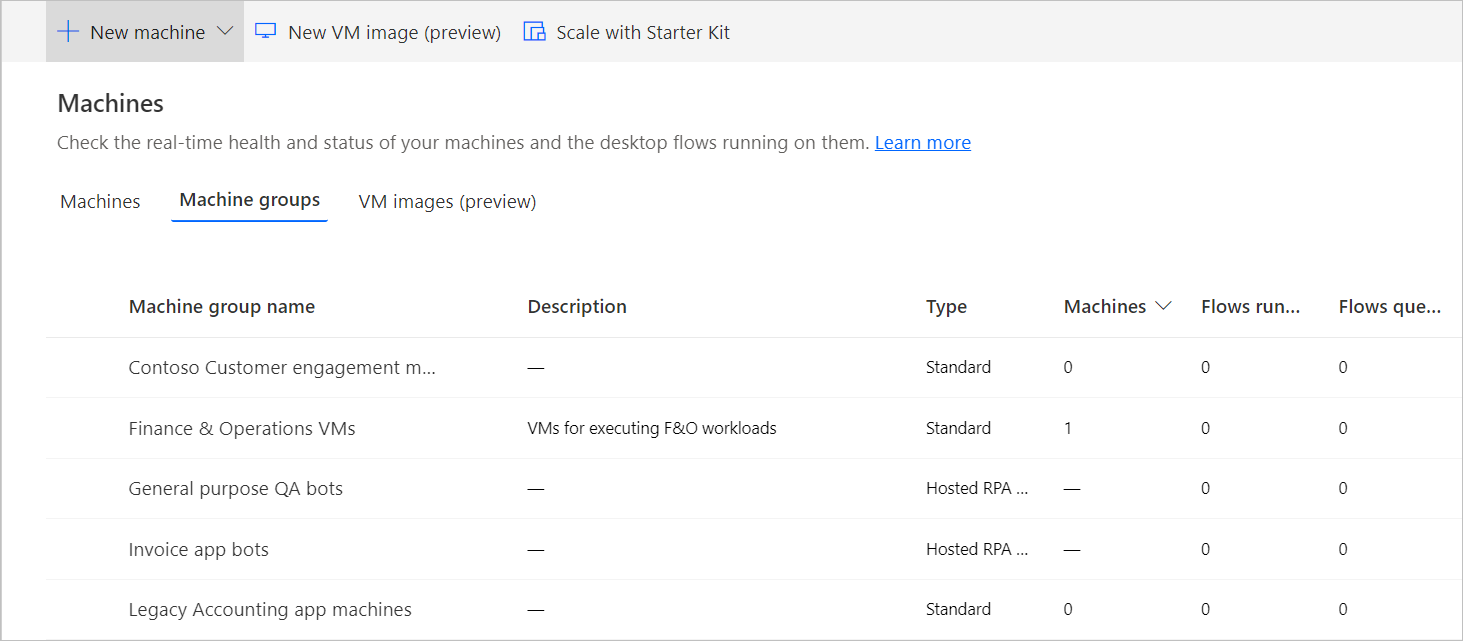 New machine New VM image (preview) Scale with Starter Kit
Machines
Check the real-time health and status of your machines and the desktop flows running on them. Learn more
Machines Machine groups VM images (preview)
Machine group name Description Type Machines Flows run... Flows que...
Contoso Customer engagement m... — Standard 0 0 0
Finance & Operations VMs VMs for executing F&O workloads Standard 1 0 0
General purpose QA bots — Hosted RPA ... — 0 0
Invoice app bots — Hosted RPA ... — 0 0
Legacy Accounting app machines — Standard 0 0 0